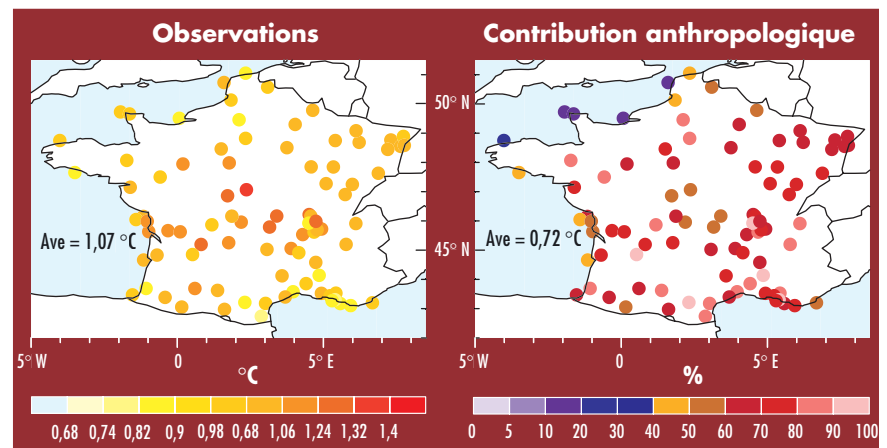 Observations
Contribution anthropologique
50° N
45° N
Ave = 1,07 °C
Ave = 0,72 °C
5° W 0 5° E
5° W 0 5° E
°C
%
0,68 0,74 0,82 0,9 0,98 0,68 1,06 1,24 1,32 1,4
0 5 10 20 30 40 50 60 70 80 90 100